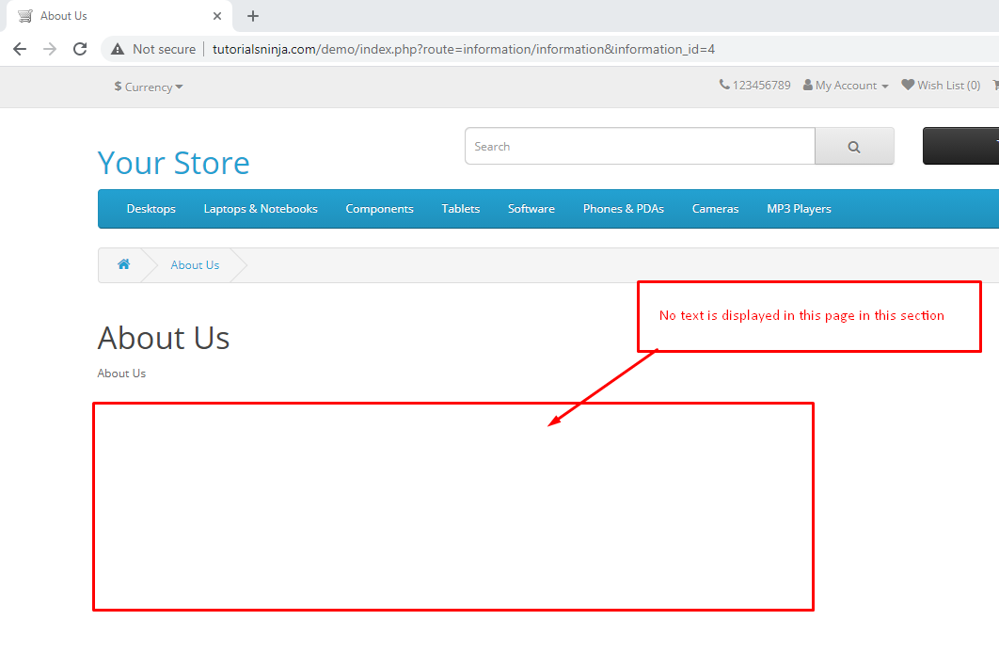 About Us
Not secure
tutorialsninja.com/demo/index.php?route=information/information&information_id=4
$ Currency
123456789
My Account
Wish List (0)
Search
Your Store
Desktops
Laptops & Notebooks
Components
Tablets
Software
Phones & PDAs
Cameras
MP3 Players
About Us
No text is displayed in this page in this section
About Us
About Us